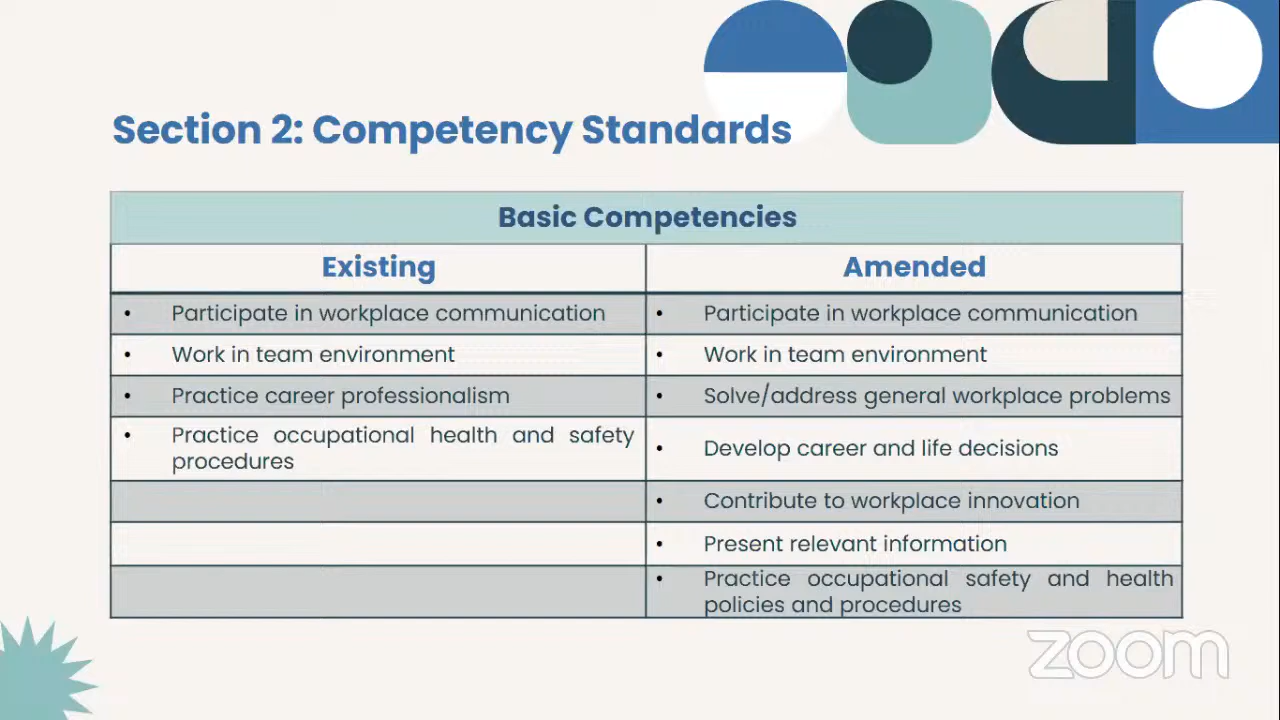 Section 2: Competency Standards
Basic Competencies
Existing
Amended
• Participate in workplace communication
• Participate in workplace communication
• Work in team environment
• Work in team environment
• Practice career professionalism
• Solve/address general workplace problems
• Practice occupational health and safety
procedures
• Develop career and life decisions
• Contribute to workplace innovation
• Present relevant information
• Practice occupational safety and health
policies and procedures
zoom